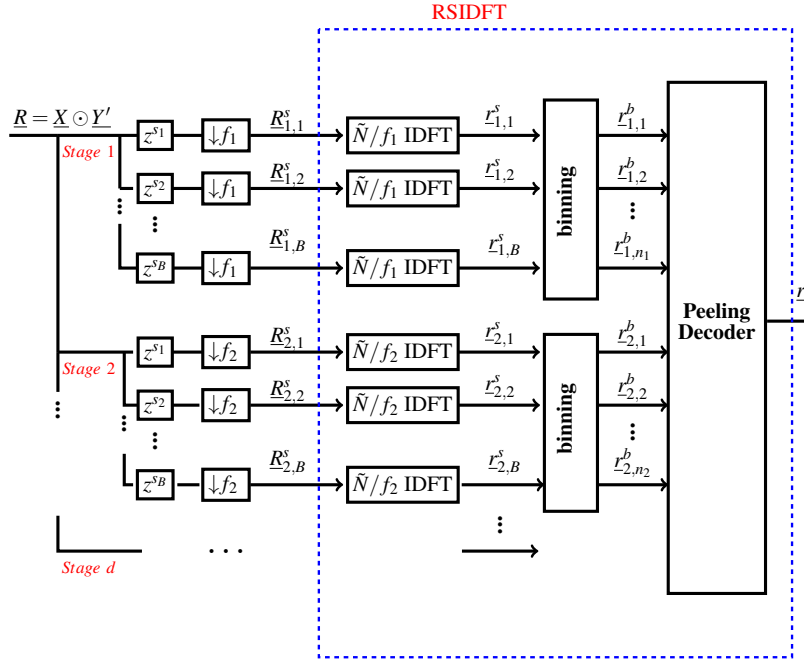 RSIDFT
R = X ⊙ Y′
Stage 1
z^{s_1} ↓f_1 R^s_{1,1} Ñ/f_1 IDFT r^s_{1,1} r^b_{1,1}
z^{s_2} ↓f_1 R^s_{1,2} Ñ/f_1 IDFT r^s_{1,2} r^b_{1,2}
z^{s_B} ↓f_1 R^s_{1,B} Ñ/f_1 IDFT r^s_{1,B} r^b_{1,n_1}
binning
Peeling
Decoder
r
Stage 2
z^{s_1} ↓f_2 R^s_{2,1} Ñ/f_2 IDFT r^s_{2,1} r^b_{2,1}
z^{s_2} ↓f_2 R^s_{2,2} Ñ/f_2 IDFT r^s_{2,2} r^b_{2,2}
z^{s_B} ↓f_2 R^s_{2,B} Ñ/f_2 IDFT r^s_{2,B} r^b_{2,n_2}
binning
Stage d
. . .